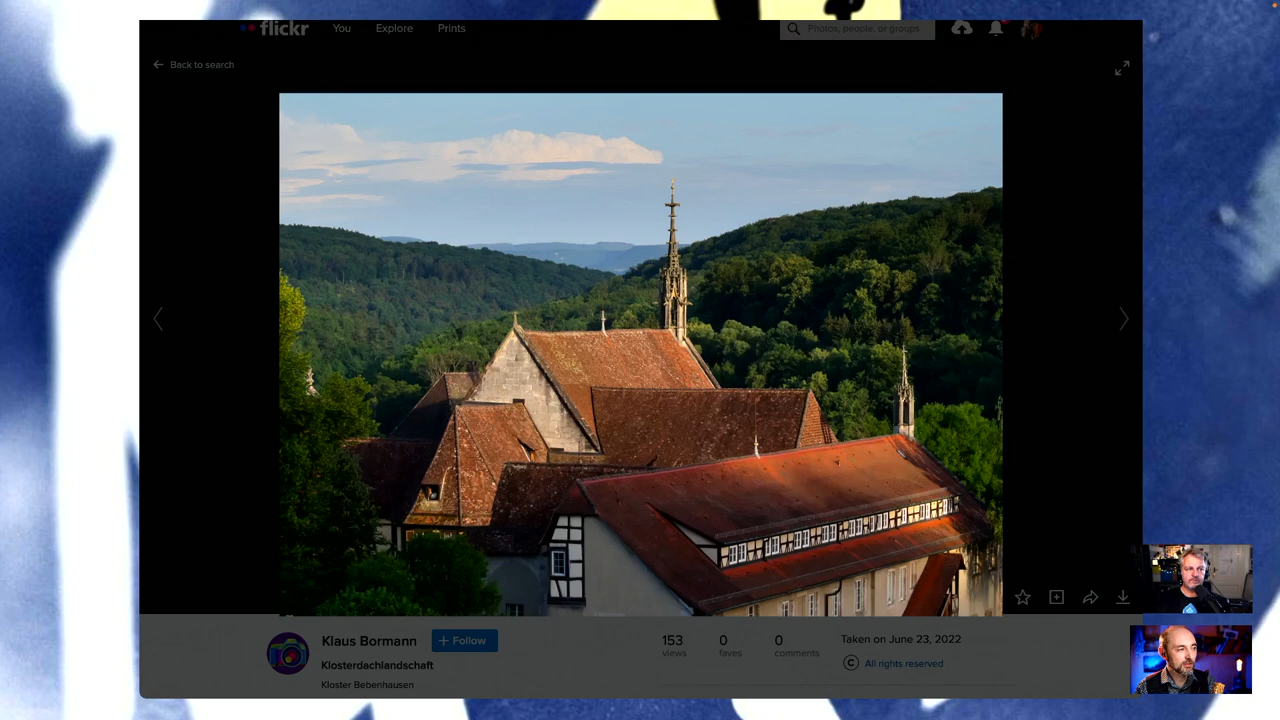 flickr You Explore Prints Photos, people, or groups
Back to search
Klaus Bormann
+ Follow
Klosterdachlandschaft
Kloster Bebenhausen
153
views
0
faves
0
comments
Taken on June 23, 2022
© All rights reserved